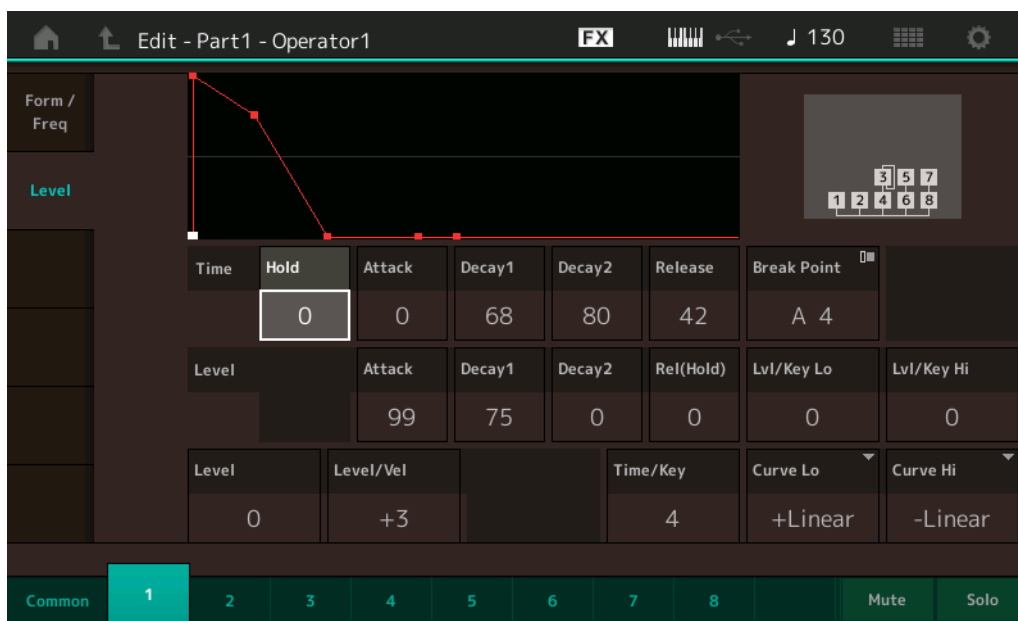 Edit - Part1 - Operator1 FX ♩ 130
Form /
Freq
Level
3 5 7
1 2 4 6 8
Time Hold Attack Decay1 Decay2 Release Break Point
0 0 68 80 42 A 4
Level Attack Decay1 Decay2 Rel(Hold) Lvl/Key Lo Lvl/Key Hi
99 75 0 0 0 0
Level Level/Vel Time/Key Curve Lo Curve Hi
0 +3 4 +Linear -Linear
Common 1 2 3 4 5 6 7 8 Mute Solo